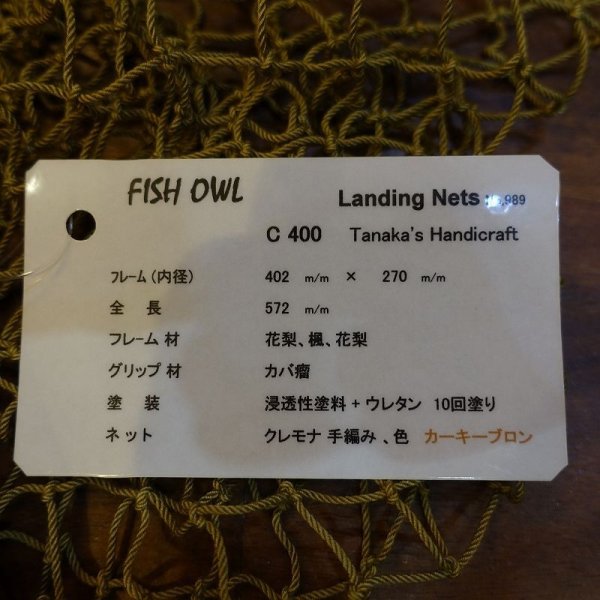 FISH OWL
Landing Nets ,989
C 400 Tanaka's Handicraft
フレーム (内径) 402 m/m × 270 m/m
全 長 572 m/m
フレーム 材 花梨、楓、花梨
グリップ 材 カバ瘤
塗 装 浸透性塗料 + ウレタン 10回塗り
ネット クレモナ 手編み 、色 カーキーブロン